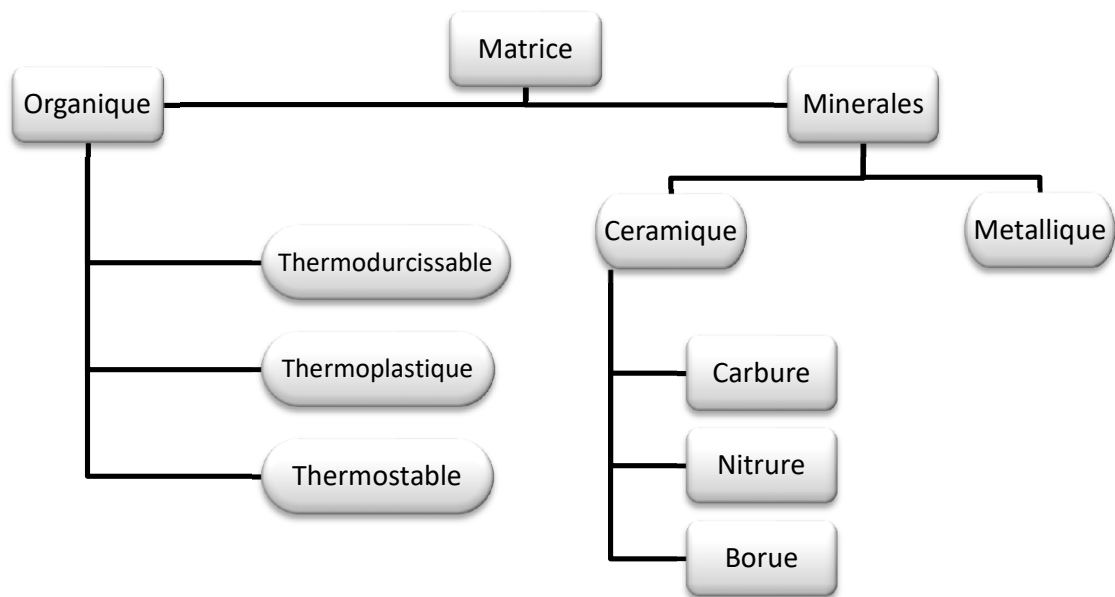 Matrice
Organique
Minerales
Ceramique
Metallique
Thermodurcissable
Thermoplastique
Thermostable
Carbure
Nitrure
Borue